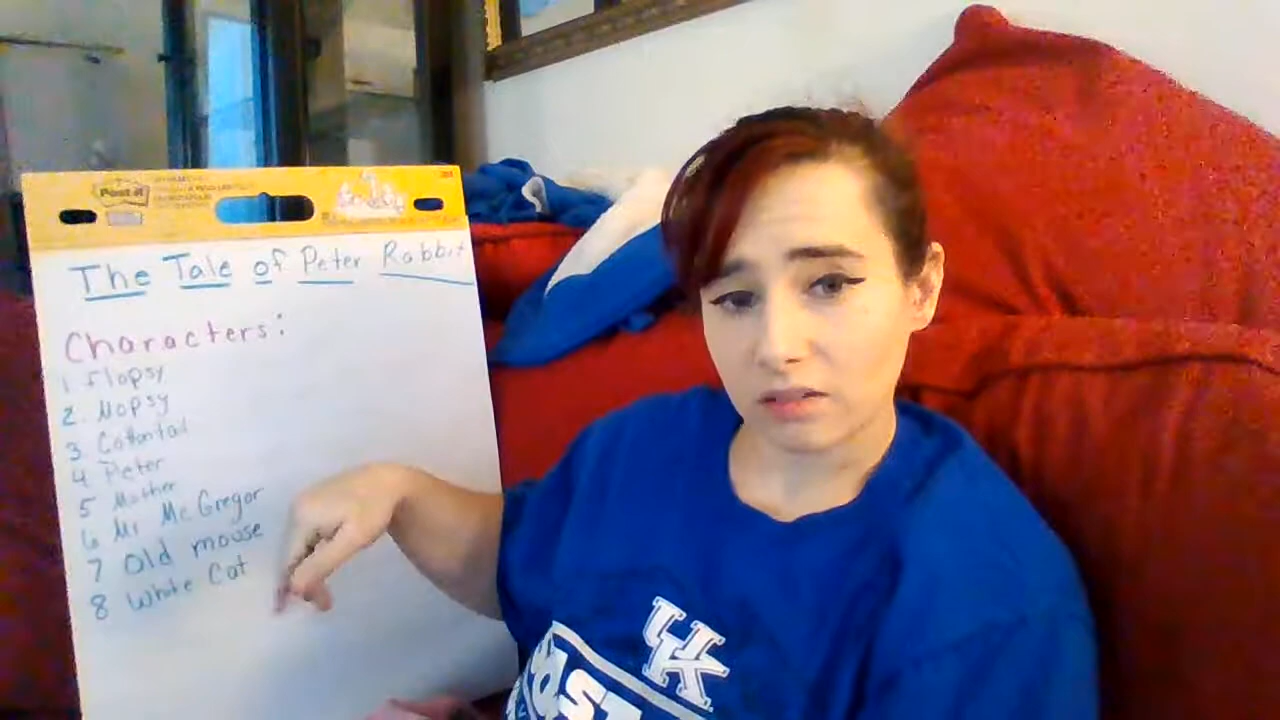 Post-it
The Tale of Peter Rabbit
Characters:
1 Flopsy
2. Mopsy
3. Cottontail
4 Peter
5 Mother
6 Mr McGregor
7 Old mouse
8 White Cat
UK